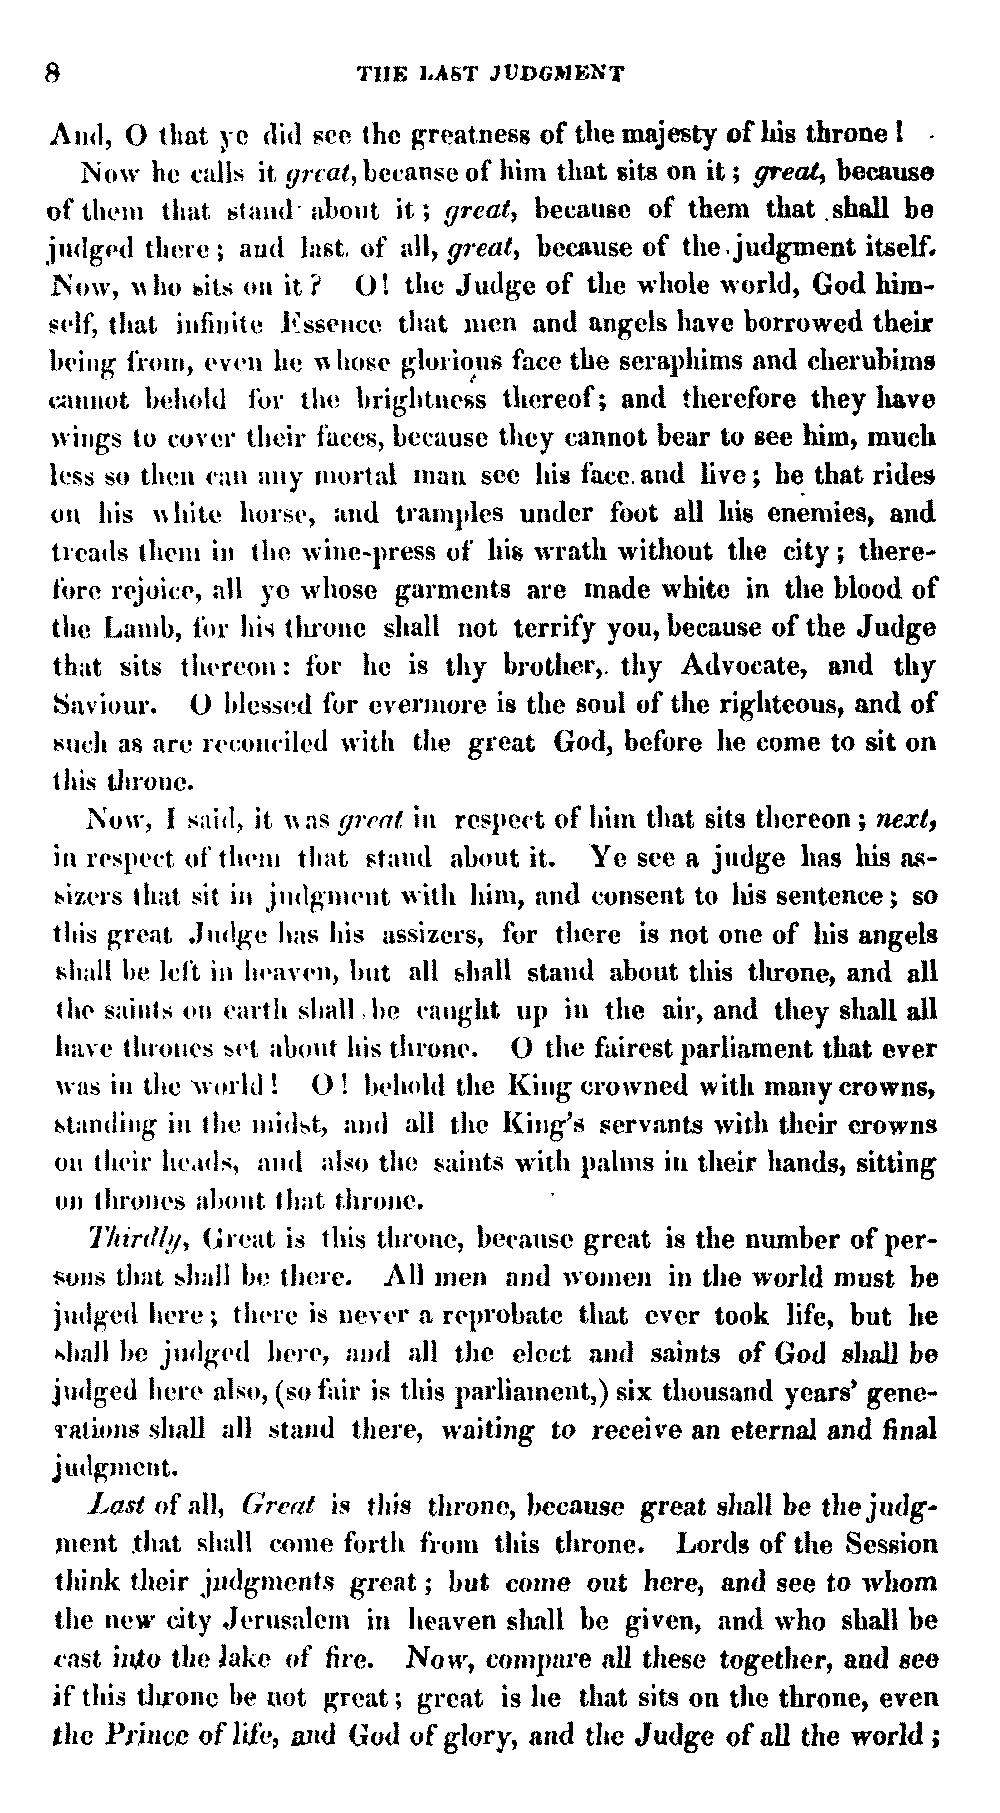 8 THE LAST JUDGMENT
And, O that ye did see the greatness of the majesty of his throne!
Now he calls it great, because of him that sits on it; great, because
of them that stand about it; great, because of them that shall be
judged there; and last of all, great, because of the judgment itself.
Now, who sits on it? O! the Judge of the whole world, God him-
self, that infinite Essence that men and angels have borrowed their
being from, even he whose glorious face the seraphims and cherubims
cannot behold for the brightness thereof; and therefore they have
wings to cover their faces, because they cannot bear to see him, much
less so then can any mortal man see his face and live; he that rides
on his white horse, and tramples under foot all his enemies, and
treads them in the wine-press of his wrath without the city; there-
fore rejoice, all ye whose garments are made white in the blood of
the Lamb, for his throne shall not terrify you, because of the Judge
that sits thereon: for he is thy brother, thy Advocate, and thy
Saviour. O blessed for evermore is the soul of the righteous, and of
such as are reconciled with the great God, before he come to sit on
this throne.
Now, I said, it was great in respect of him that sits thereon; next,
in respect of them that stand about it. Ye see a judge has his as-
sizers that sit in judgment with him, and consent to his sentence; so
this great Judge has his assizers, for there is not one of his angels
shall be left in heaven, but all shall stand about this throne, and all
the saints on earth shall be caught up in the air, and they shall all
have thrones set about his throne. O the fairest parliament that ever
was in the world! O! behold the King crowned with many crowns,
standing in the midst, and all the King's servants with their crowns
on their heads, and also the saints with palms in their hands, sitting
on thrones about that throne.
Thirdly, Great is this throne, because great is the number of per-
sons that shall be there. All men and women in the world must be
judged here; there is never a reprobate that ever took life, but he
shall be judged here, and all the elect and saints of God shall be
judged here also, (so fair is this parliament,) six thousand years' gene-
rations shall all stand there, waiting to receive an eternal and final
judgment.
Last of all, Great is this throne, because great shall be the judg-
ment that shall come forth from this throne. Lords of the Session
think their judgments great; but come out here, and see to whom
the new city Jerusalem in heaven shall be given, and who shall be
cast into the lake of fire. Now, compare all these together, and see
if this throne be not great; great is he that sits on the throne, even
the Prince of life, and God of glory, and the Judge of all the world;